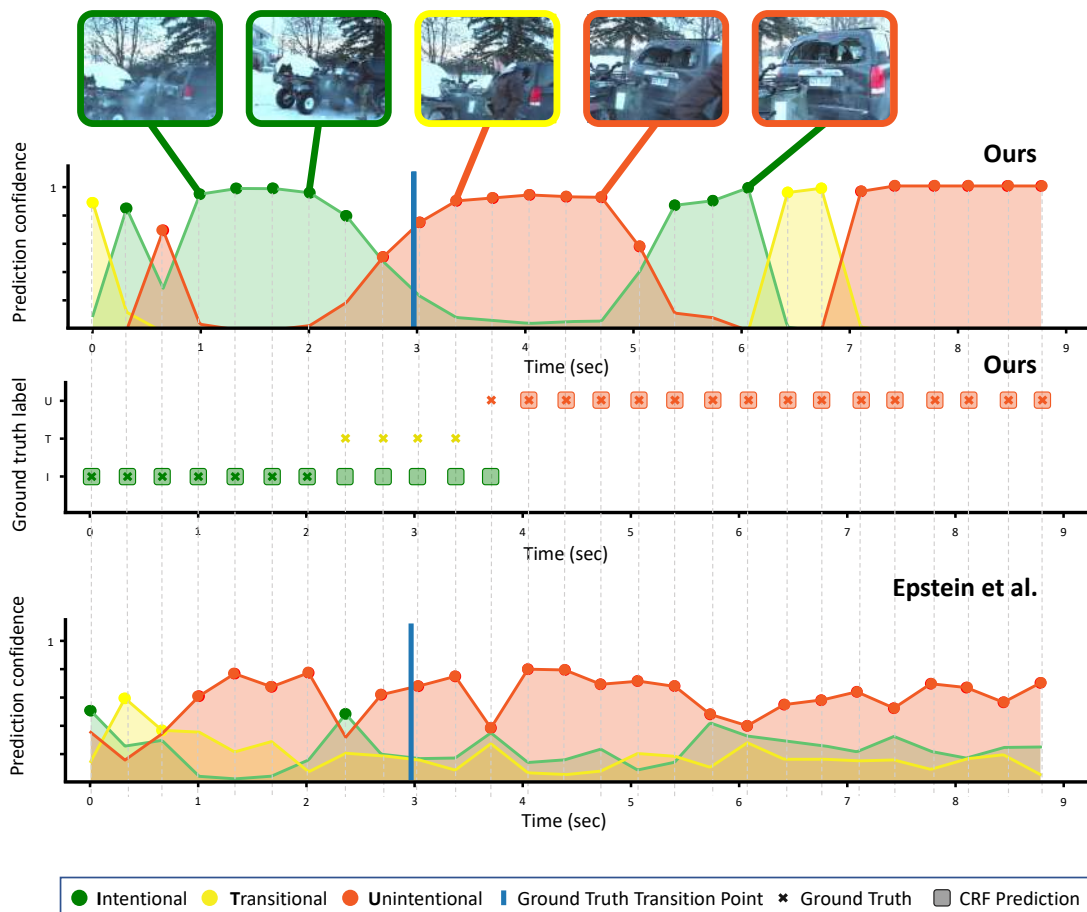 Ours
Prediction confidence
1
0 1 2 3 4 5 6 7 8 9
Time (sec)
Ours
Ground truth label
U
T
I
0 1 2 3 4 5 6 7 8 9
Time (sec)
Epstein et al.
Prediction confidence
1
0 1 2 3 4 5 6 7 8 9
Time (sec)
Intentional Transitional Unintentional Ground Truth Transition Point Ground Truth CRF Prediction